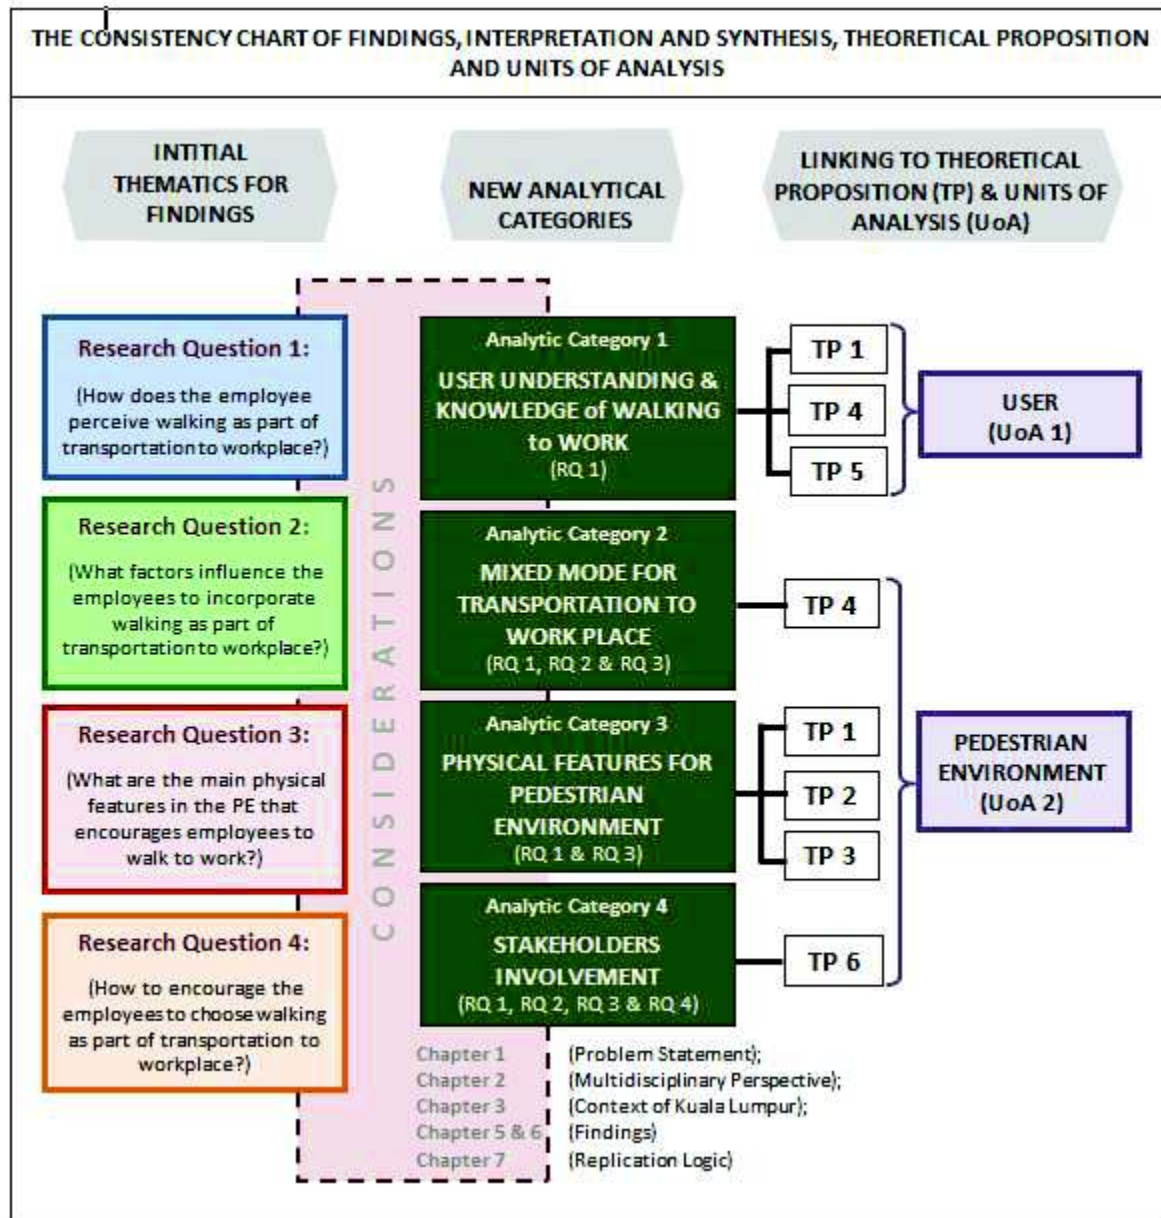 THE CONSISTENCY CHART OF FINDINGS, INTERPRETATION AND SYNTHESIS, THEORETICAL PROPOSITION
AND UNITS OF ANALYSIS
INTITIAL
THEMATICS FOR
FINDINGS
NEW ANALYTICAL
CATEGORIES
LINKING TO THEORETICAL
PROPOSITION (TP) & UNITS OF
ANALYSIS (UoA)
Research Question 1:
(How does the employee
perceive walking as part of
transportation to workplace?)
Research Question 2:
(What factors influence the
employees to incorporate
walking as part of
transportation to workplace?)
Research Question 3:
(What are the main physical
features in the PE that
encourages employees to
walk to work?)
Research Question 4:
(How to encourage the
employees to choose walking
as part of transportation to
workplace?)
CONSIDERATIONS
Analytic Category 1
USER UNDERSTANDING &
KNOWLEDGE of WALKING
to WORK
(RQ 1)
Analytic Category 2
MIXED MODE FOR
TRANSPORTATION TO
WORK PLACE
(RQ 1, RQ 2 & RQ 3)
Analytic Category 3
PHYSICAL FEATURES FOR
PEDESTRIAN
ENVIRONMENT
(RQ 1 & RQ 3)
Analytic Category 4
STAKEHOLDERS
INVOLVEMENT
(RQ 1, RQ 2, RQ 3 & RQ 4)
TP 1
TP 4
TP 5
USER
(UoA 1)
TP 4
TP 1
TP 2
TP 3
TP 6
PEDESTRIAN
ENVIRONMENT
(UoA 2)
Chapter 1 (Problem Statement);
Chapter 2 (Multidisciplinary Perspective);
Chapter 3 (Context of Kuala Lumpur);
Chapter 5 & 6 (Findings)
Chapter 7 (Replication Logic)